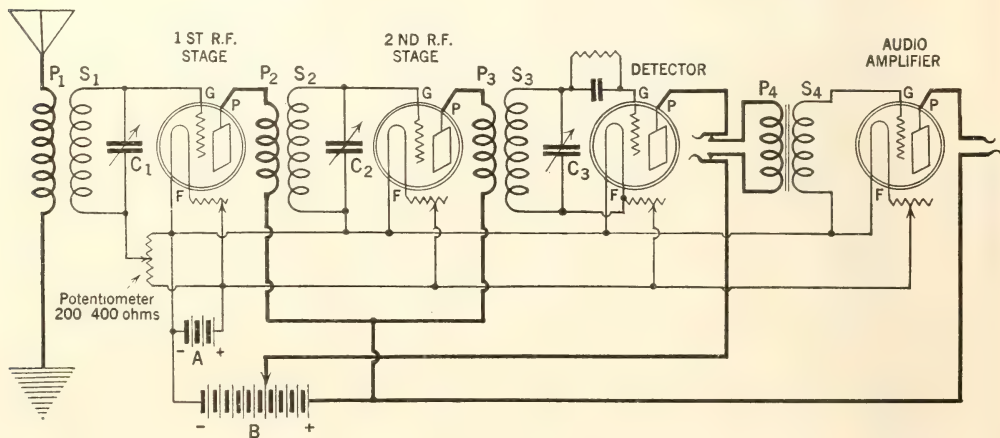 1 ST R.F.
STAGE
2 ND R.F.
STAGE
DETECTOR
AUDIO
AMPLIFIER
P1
S1
G
P
P2
S2
G
P
P3
S3
G
P
P4
S4
G
P
C1
C2
C3
F
F
F
F
Potentiometer
200 400 ohms
- A +
- B +